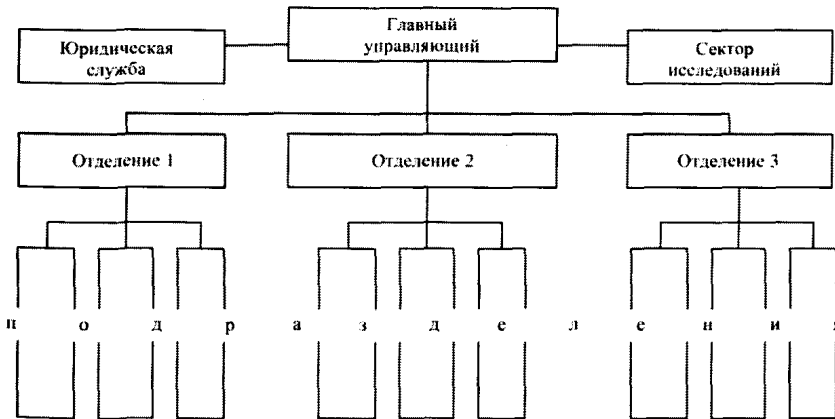 Главный
управляющий
Юридическая
служба
Сектор
исследований
Отделение 1
Отделение 2
Отделение 3
п о д р а з д е л е н и я